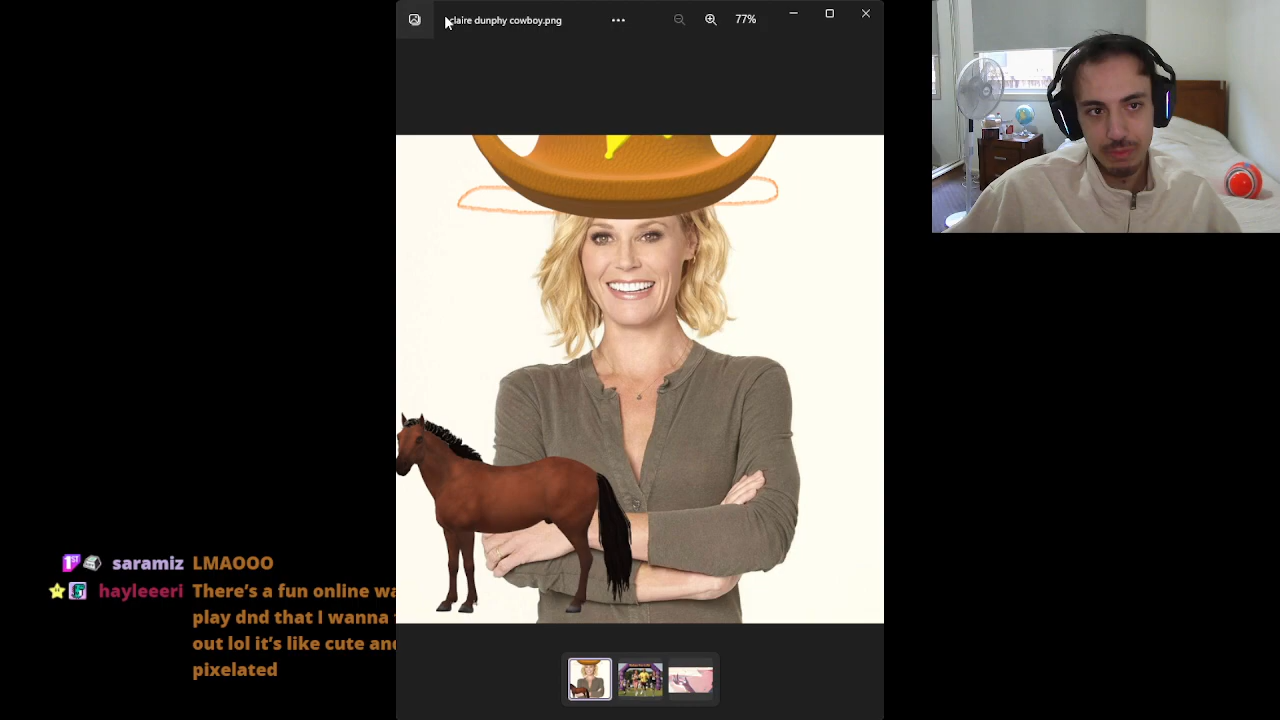 claire dunphy cowboy.png
77%
1ST
saramiz LMAOOO
hayleeeri There's a fun online wa
play dnd that I wanna
out lol it's like cute and
pixelated